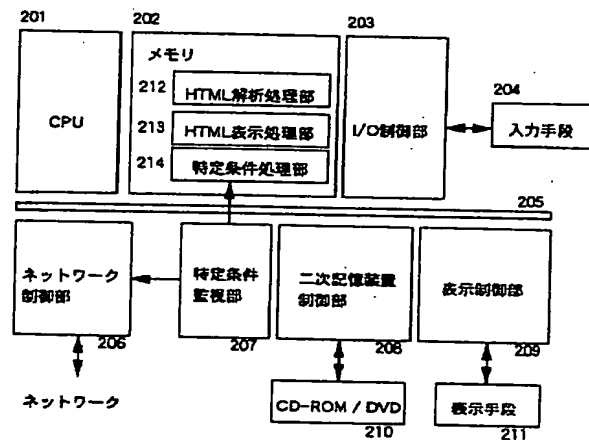 201
202
203
メモリ
204
212
HTML解析処理部
CPU
213
HTML表示処理部
I/O制御部
入力手段
214
特定条件処理部
205
ネットワーク
制御部
特定条件
監視部
二次記憶装置
制御部
表示制御部
206
207
208
209
ネットワーク
CD-ROM / DVD
表示手段
210
211